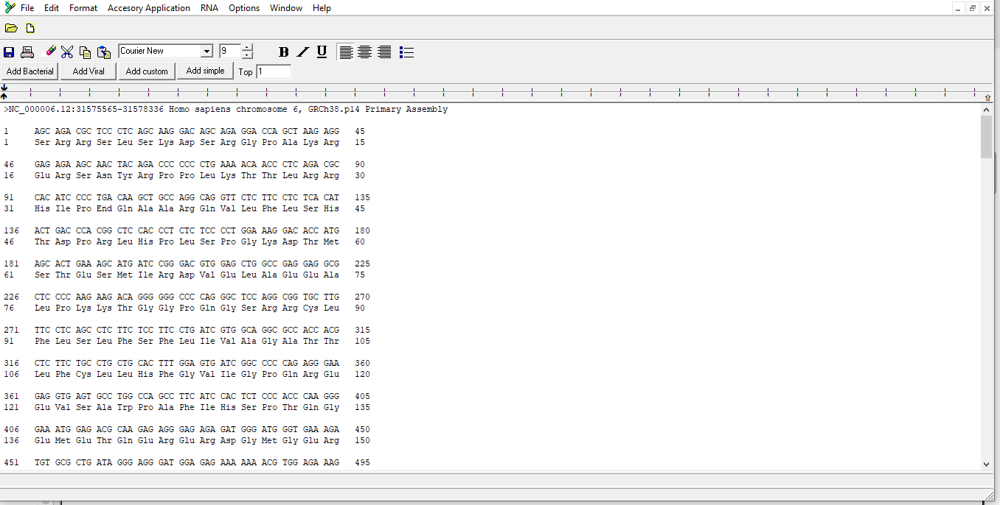 File Edit Format Accesory Application RNA Options Window Help
Courier New 9 B U
Add Bacterial Add Viral Add custom Add simple Top 1
>NC_000006.12:31575565-31578336 Homo sapiens chromosome 6, GRCh38.p14 Primary Assembly
1 AGC AGA CGC TCC CTC AGC AAG GAC AGC AGA GGA CCA GCT AAG AGG 45
1 Ser Arg Arg Ser Leu Ser Lys Asp Ser Arg Gly Pro Ala Lys Arg 15
46 GAG AGA AGC AAC TAC AGA CCC CCC CTG AAA ACA ACC CTC AGA CGC 90
16 Glu Arg Ser Asn Tyr Arg Pro Pro Leu Lys Thr Thr Leu Arg Arg 30
91 CAC ATC CCC TGA CAA GCT GCC AGG CAG GTT CTC TTC CTC TCA CAT 135
31 His Ile Pro End Gln Ala Ala Arg Gln Val Leu Phe Leu Ser His 45
136 ACT GAC CCA CGG CTC CAC CCT CTC TCC CCT GGA AAG GAC ACC ATG 180
46 Thr Asp Pro Arg Leu His Pro Leu Ser Pro Gly Lys Asp Thr Met 60
181 AGC ACT GAA AGC ATG ATC CGG GAC GTG GAG CTG GCC GAG GAG GCG 225
61 Ser Thr Glu Ser Met Ile Arg Asp Val Glu Leu Ala Glu Glu Ala 75
226 CTC CCC AAG AAG ACA GGG GGG CCC CAG GGC TCC AGG CGG TGC TTG 270
76 Leu Pro Lys Lys Thr Gly Gly Pro Gln Gly Ser Arg Arg Cys Leu 90
271 TTC CTC AGC CTC TTC TCC TTC CTG ATC GTG GCA GGC GCC ACC ACG 315
91 Phe Leu Ser Leu Phe Ser Phe Leu Ile Val Ala Gly Ala Thr Thr 105
316 CTC TTC TGC CTG CTG CAC TTT GGA GTG ATC GGC CCC CAG AGG GAA 360
106 Leu Phe Cys Leu Leu His Phe Gly Val Ile Gly Pro Gln Arg Glu 120
361 GAG GTG AGT GCC TGG CCA GCC TTC ATC CAC TCT CCC ACC CAA GGG 405
121 Glu Val Ser Ala Trp Pro Ala Phe Ile His Ser Pro Thr Gln Gly 135
406 GAA ATG GAG ACG CAA GAG AGG GAG AGA GAT GGG ATG GGT GAA AGA 450
136 Glu Met Glu Thr Gln Glu Arg Glu Arg Asp Gly Met Gly Glu Arg 150
451 TGT GCG CTG ATA GGG AGG GAT GGA GAG AAA AAA ACG TGG AGA AAG 495